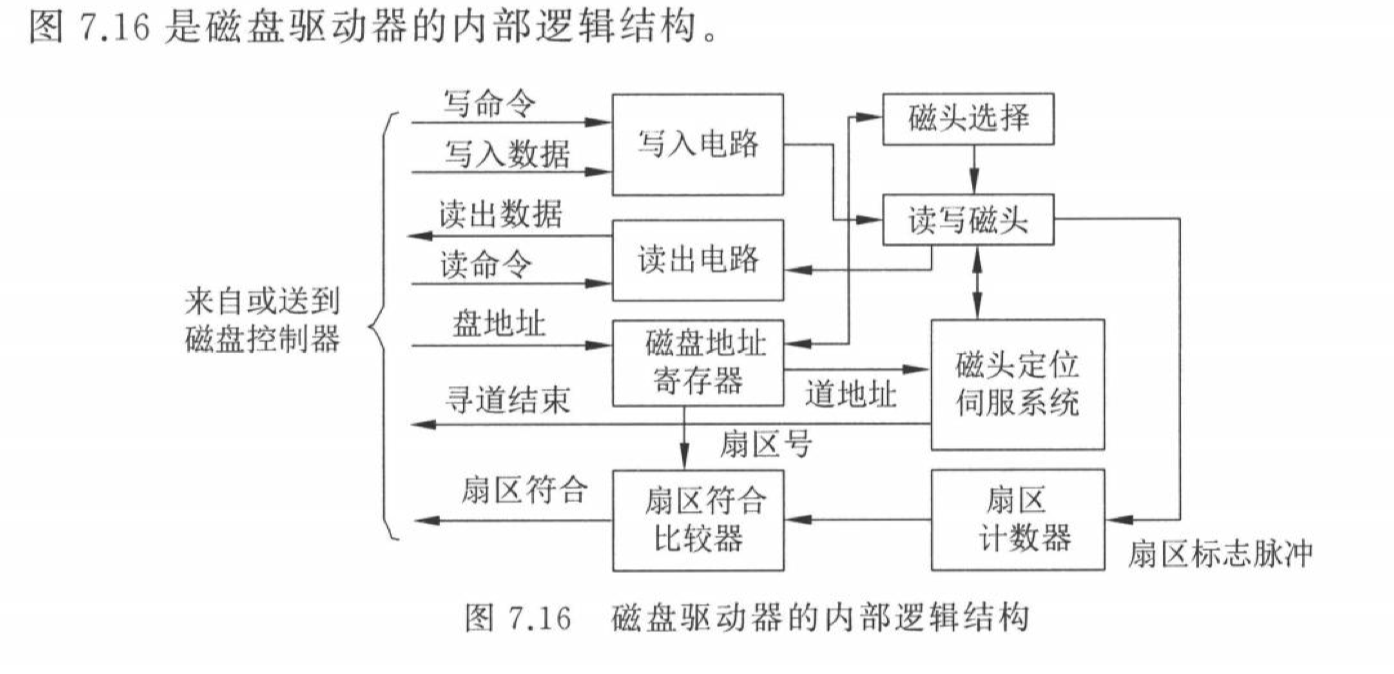 图 7.16 是磁盘驱动器的内部逻辑结构。
写命令
写入数据
读出数据
读命令
来自或送到
磁盘控制器
盘地址
寻道结束
扇区符合
写入电路
读出电路
磁盘地址
寄存器
道地址
扇区号
扇区符合
比较器
磁头选择
读写磁头
磁头定位
伺服系统
扇区
计数器
扇区标志脉冲
图 7.16 磁盘驱动器的内部逻辑结构